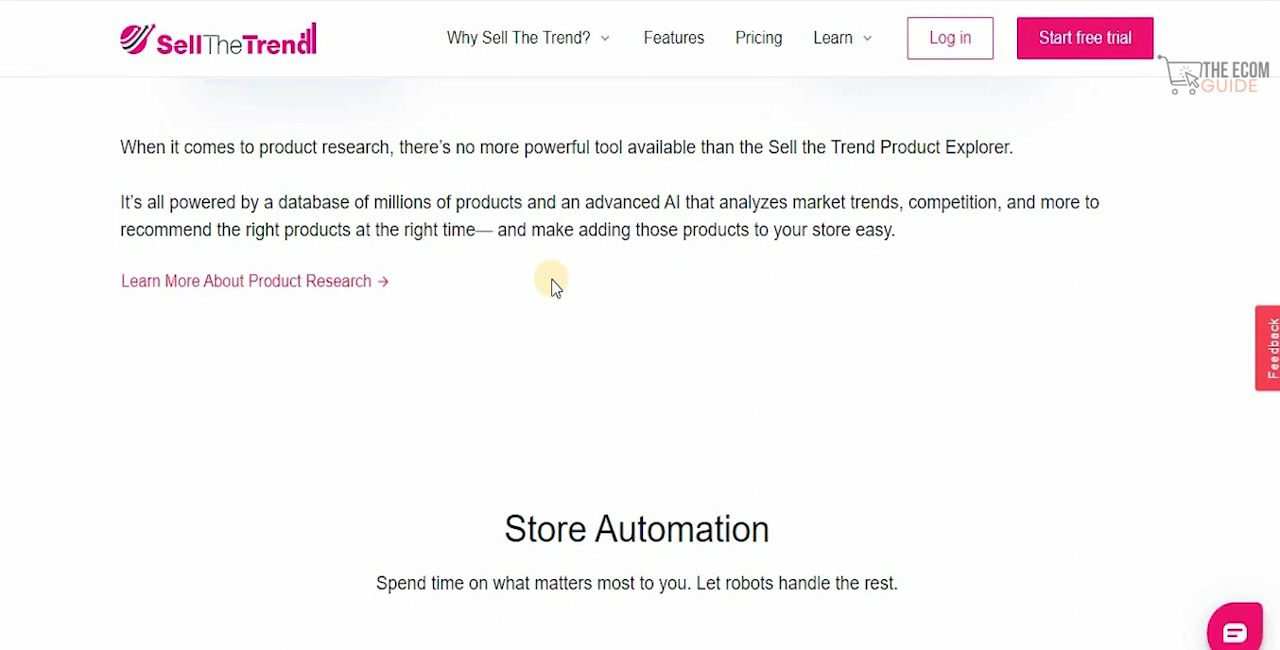 SellTheTrend
Why Sell The Trend?
Features
Pricing
Learn
Log in
Start free trial
THE ECOM
GUIDE
When it comes to product research, there’s no more powerful tool available than the Sell the Trend Product Explorer.
It’s all powered by a database of millions of products and an advanced AI that analyzes market trends, competition, and more to
recommend the right products at the right time— and make adding those products to your store easy.
Learn More About Product Research →
Feedback
Store Automation
Spend time on what matters most to you. Let robots handle the rest.